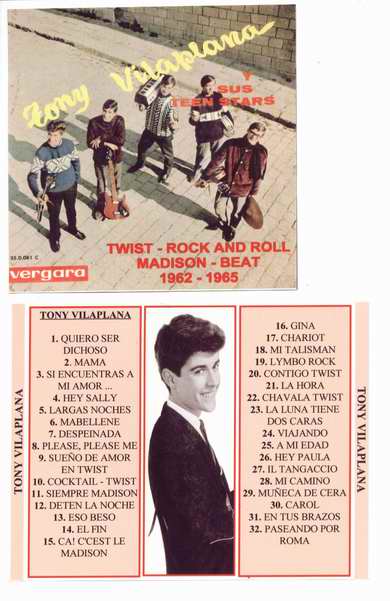 Tony Vilaplana
Y
SUS
TEEN STARS
TWIST - ROCK AND ROLL
MADISON - BEAT
1962 - 1965
35.0.081 C
vergara
TONY VILAPLANA
TONY VILAPLANA
1. QUIERO SER
DICHOSO
2. MAMA
3. SI ENCUENTRAS A
MI AMOR ...
4. HEY SALLY
5. LARGAS NOCHES
6. MABELLENE
7. DESPEINADA
8. PLEASE, PLEASE ME
9. SUEÑO DE AMOR
EN TWIST
10. COCKTAIL - TWIST
11. SIEMPRE MADISON
12. DETEN LA NOCHE
13. ESO BESO
14. EL FIN
15. CA! C'EST LE
MADISON
16. GINA
17. CHARIOT
18. MI TALISMAN
19. LYMBO ROCK
20. CONTIGO TWIST
21. LA HORA
22. CHAVALA TWIST
23. LA LUNA TIENE
DOS CARAS
24. VIAJANDO
25. A MI EDAD
26. HEY PAULA
27. IL TANGACCIO
28. MI CAMINO
29. MUÑECA DE CERA
30. CAROL
31. EN TUS BRAZOS
32. PASEANDO POR
ROMA
TONY VILAPLANA